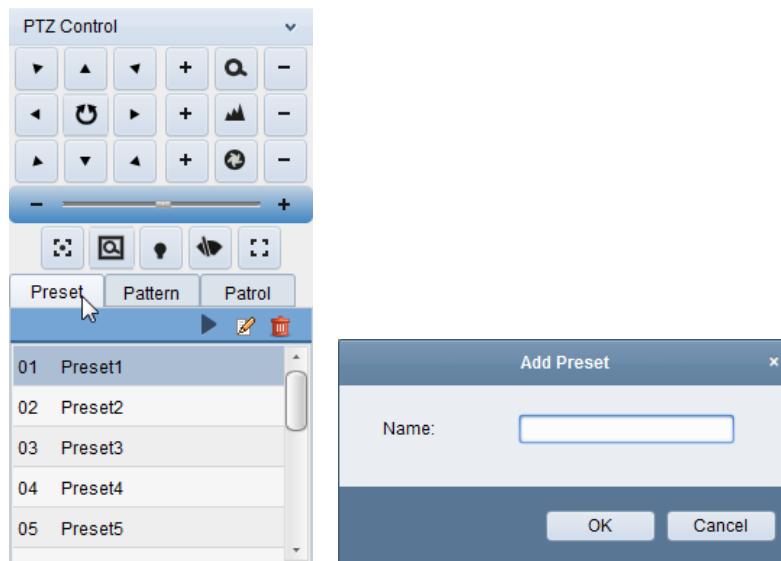 PTZ Control
Preset Pattern Patrol
01 Preset1
02 Preset2
03 Preset3
04 Preset4
05 Preset5
Add Preset
Name:
OK Cancel